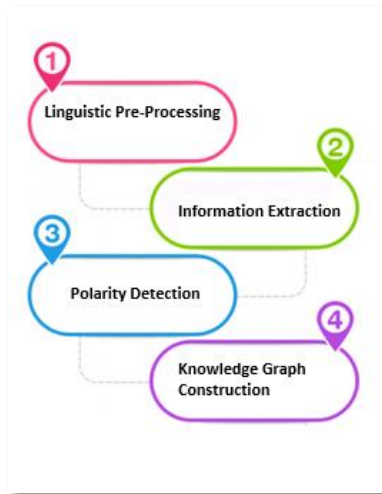 1
Linguistic Pre-Processing
2
Information Extraction
3
Polarity Detection
4
Knowledge Graph
Construction